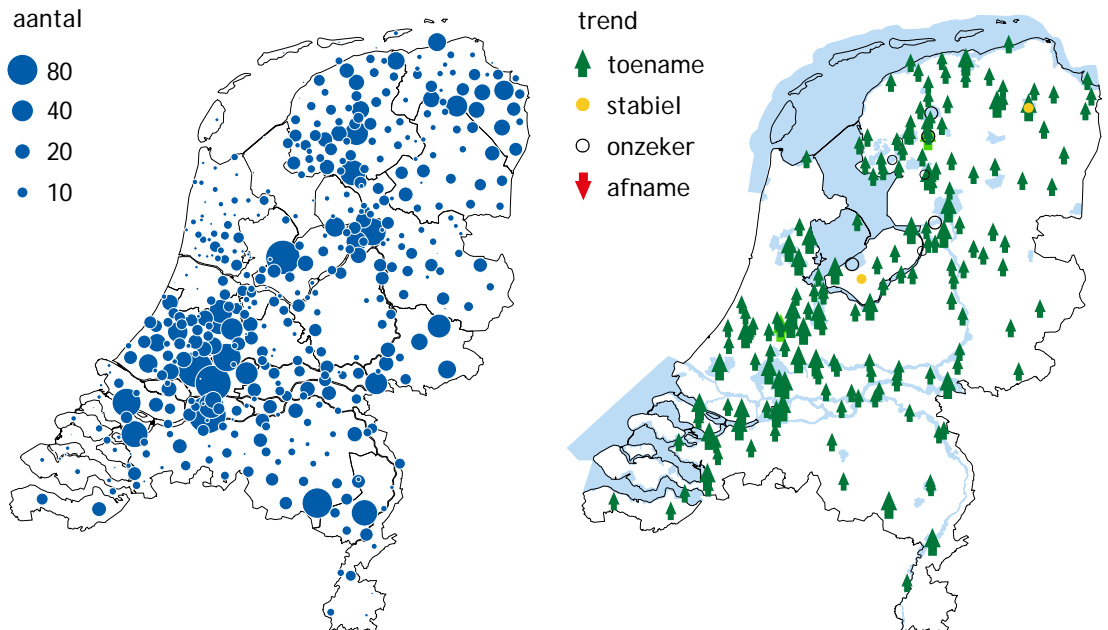 aantal
80
40
20
10
trend
toename
stabiel
onzeker
afname